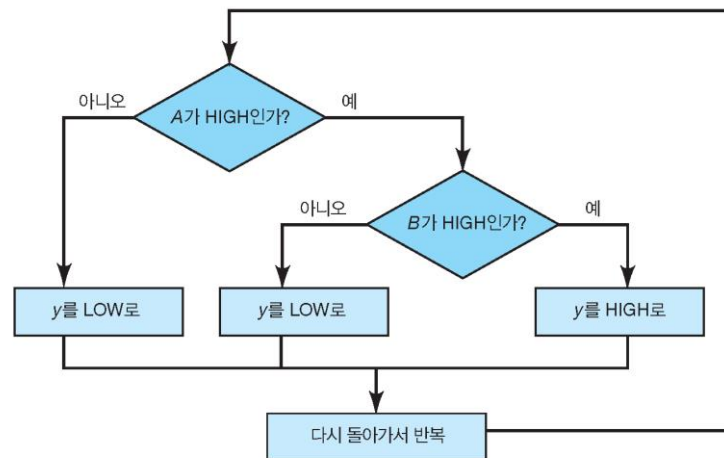 아니오
A가 HIGH인가?
예
아니오
B가 HIGH인가?
예
y를 LOW로
y를 LOW로
y를 HIGH로
다시 돌아가서 반복